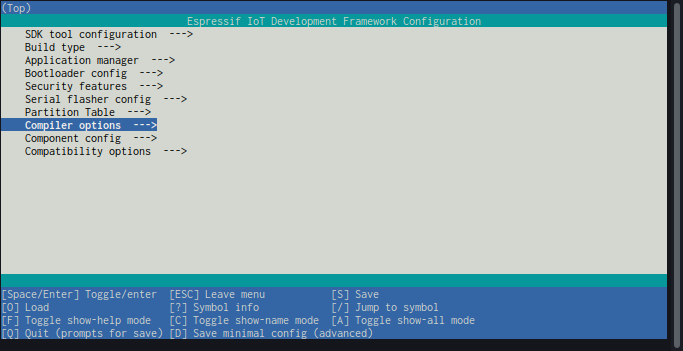 (Top)
Espressif IoT Development Framework Configuration
SDK tool configuration  --->
Build type  --->
Application manager  --->
Bootloader config  --->
Security features  --->
Serial flasher config  --->
Partition Table  --->
Compiler options  --->
Component config  --->
Compatibility options  --->
[Space/Enter] Toggle/enter  [ESC] Leave menu  [S] Save
[O] Load  [?] Symbol info  [/] Jump to symbol
[F] Toggle show-help mode  [C] Toggle show-name mode  [A] Toggle show-all mode
[Q] Quit (prompts for save)  [D] Save minimal config (advanced)